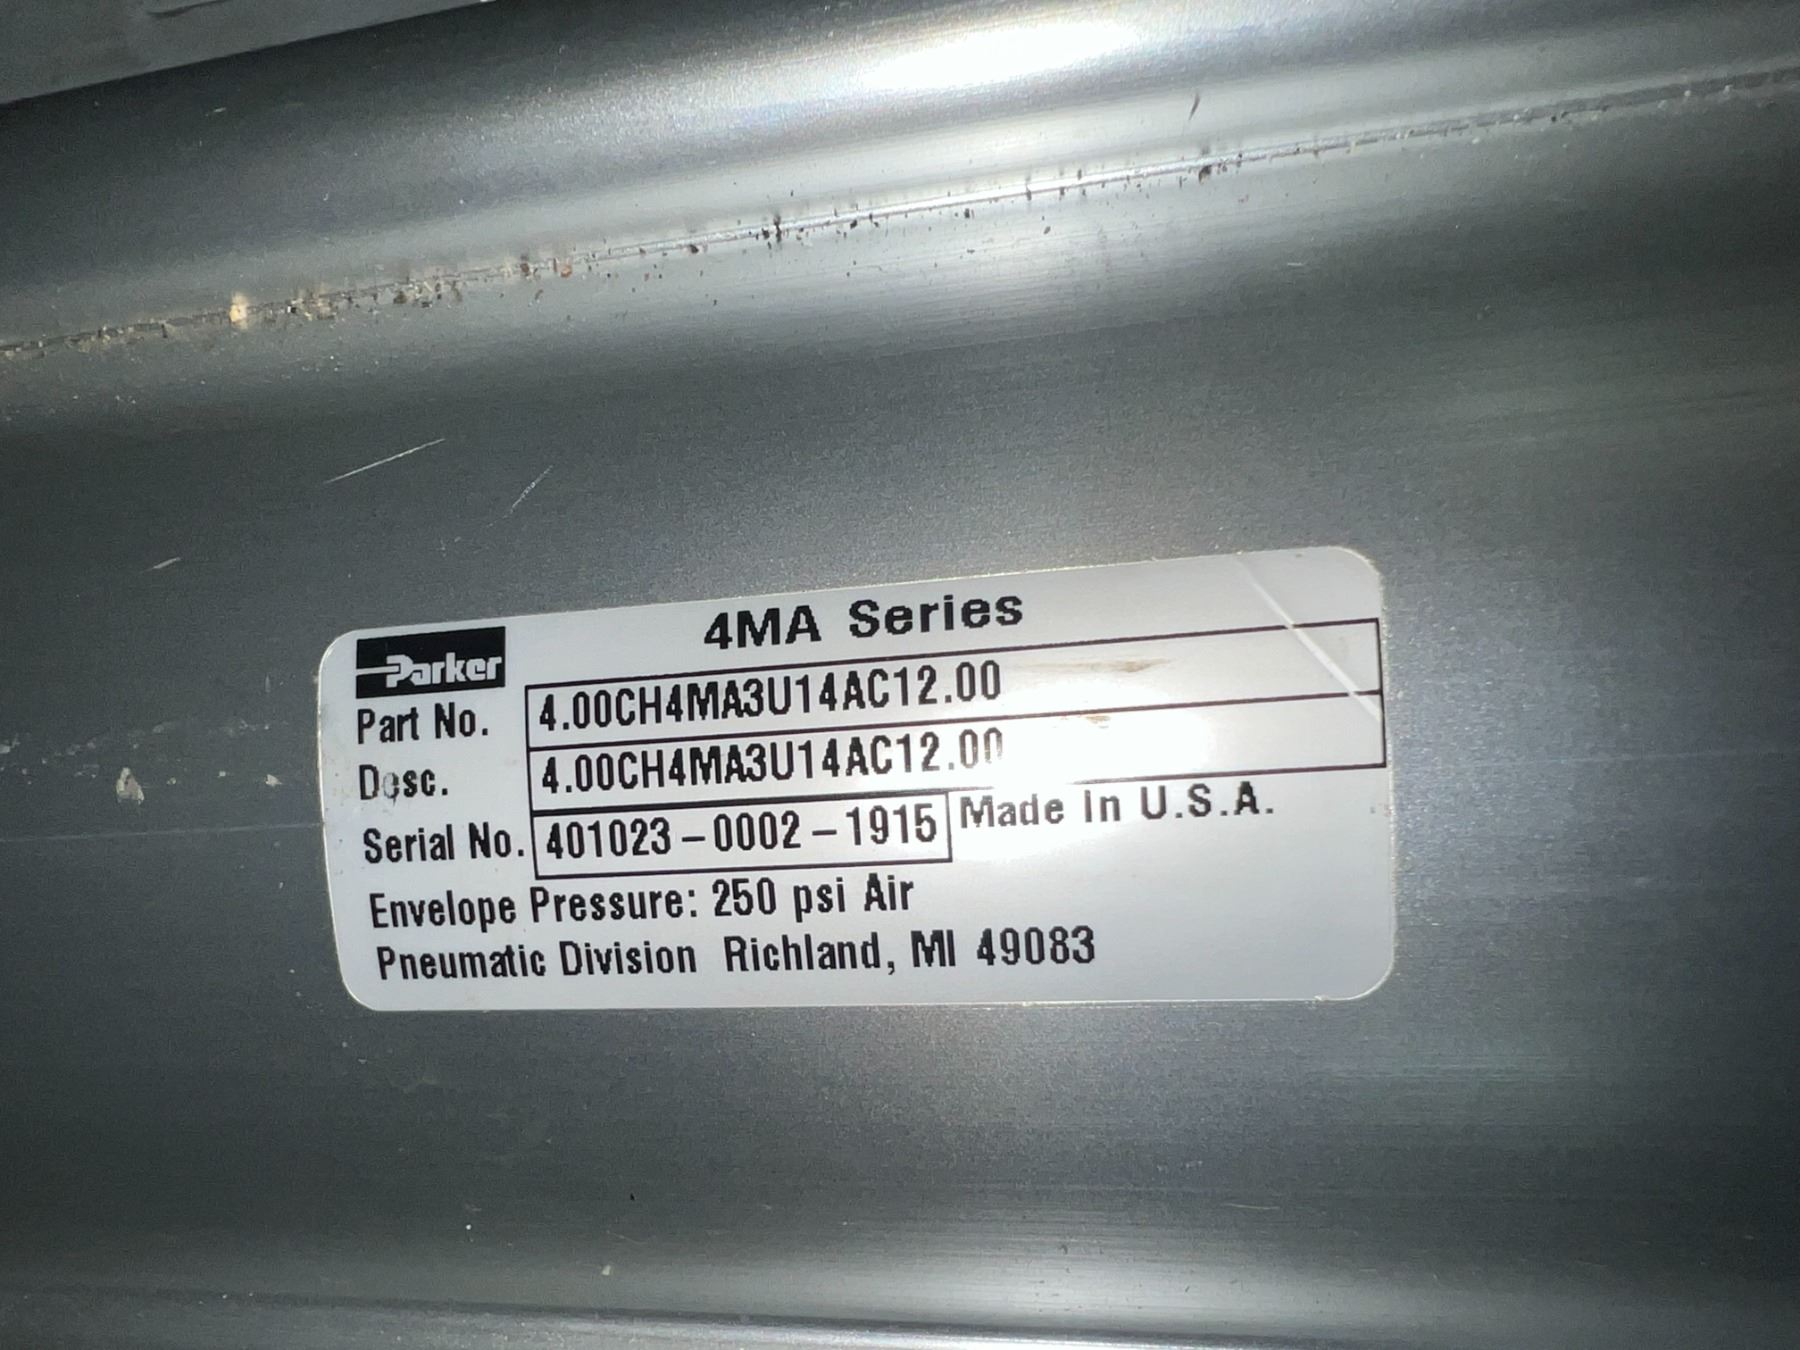 4MA Series
Parker
Part No. 4.00CH4MA3U14AC12.00
Desc. 4.00CH4MA3U14AC12.00
Serial No. 401023-0002-1915 Made In U.S.A.
Envelope Pressure: 250 psi Air
Pneumatic Division Richland, MI 49083